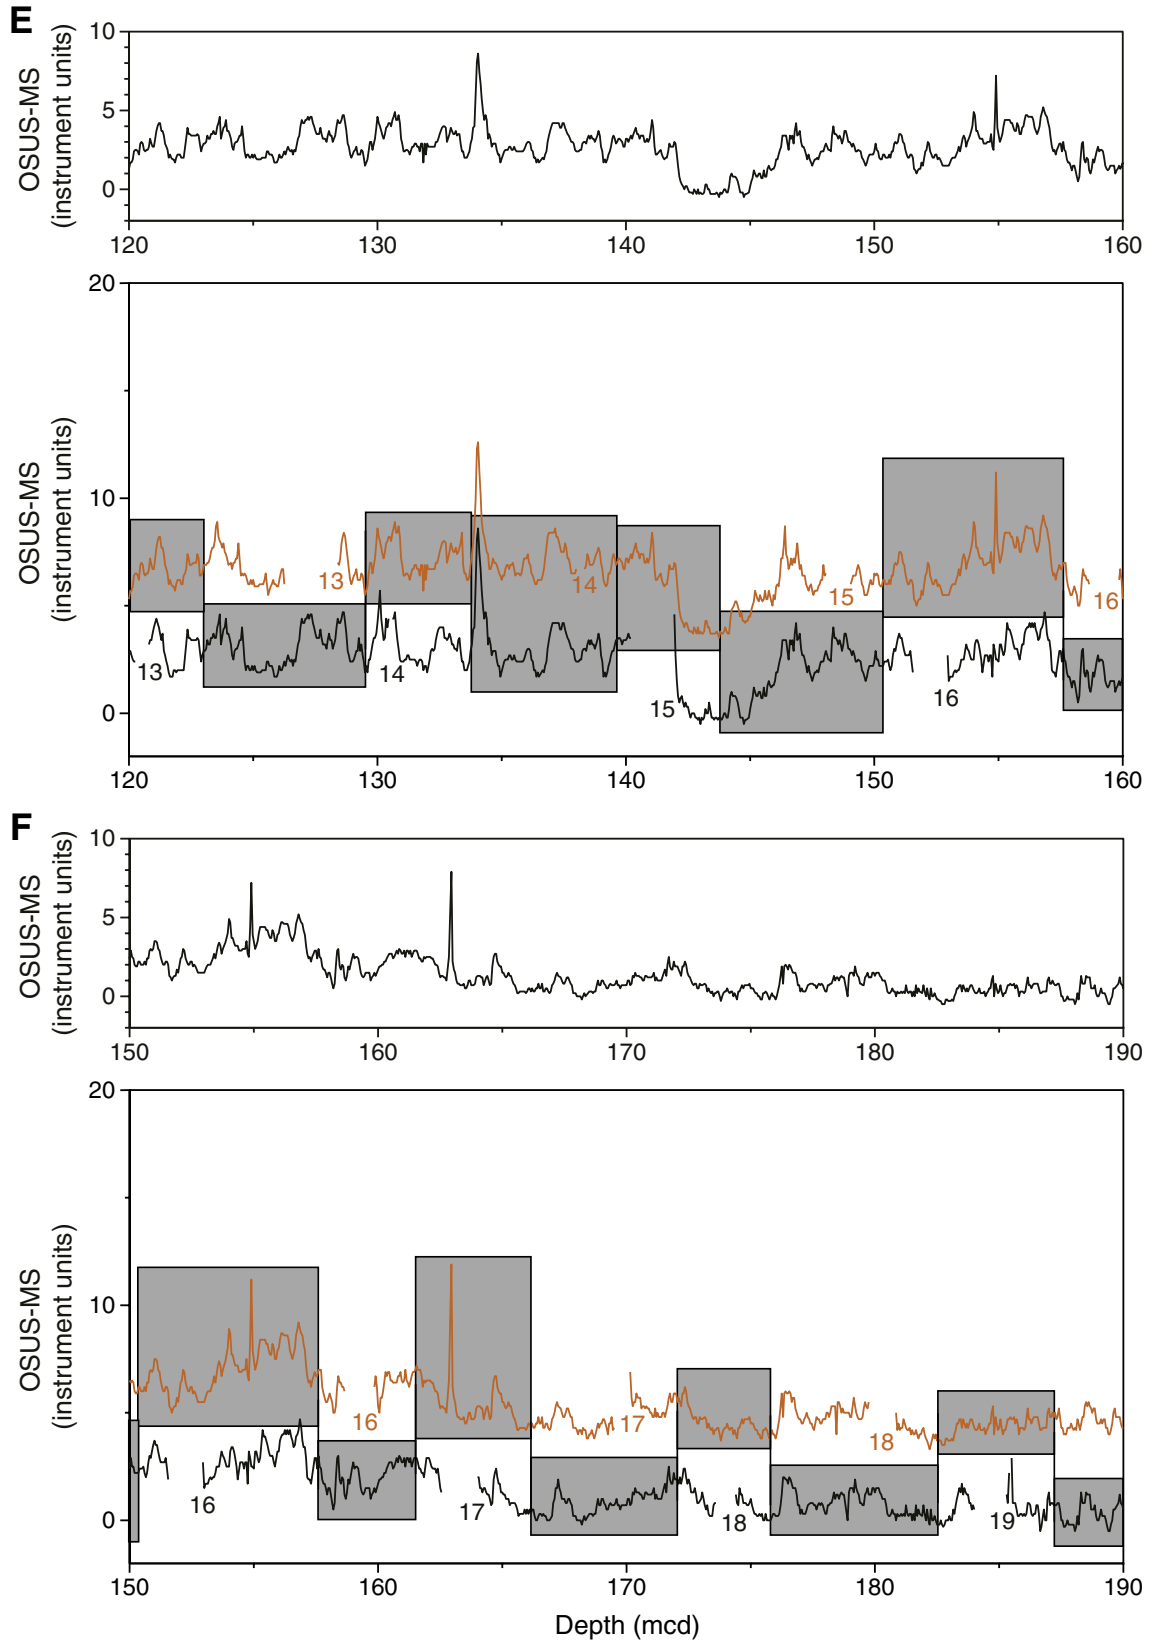 E
OSUS-MS
(instrument units)
10
5
0
120 130 140 150 160
OSUS-MS
(instrument units)
20
10
0
13 14 15 16
13 14 15 16
120 130 140 150 160
F
OSUS-MS
(instrument units)
10
5
0
150 160 170 180 190
OSUS-MS
(instrument units)
20
10
0
16 17 18
16 17 18 19
150 160 170 180 190
Depth (mcd)